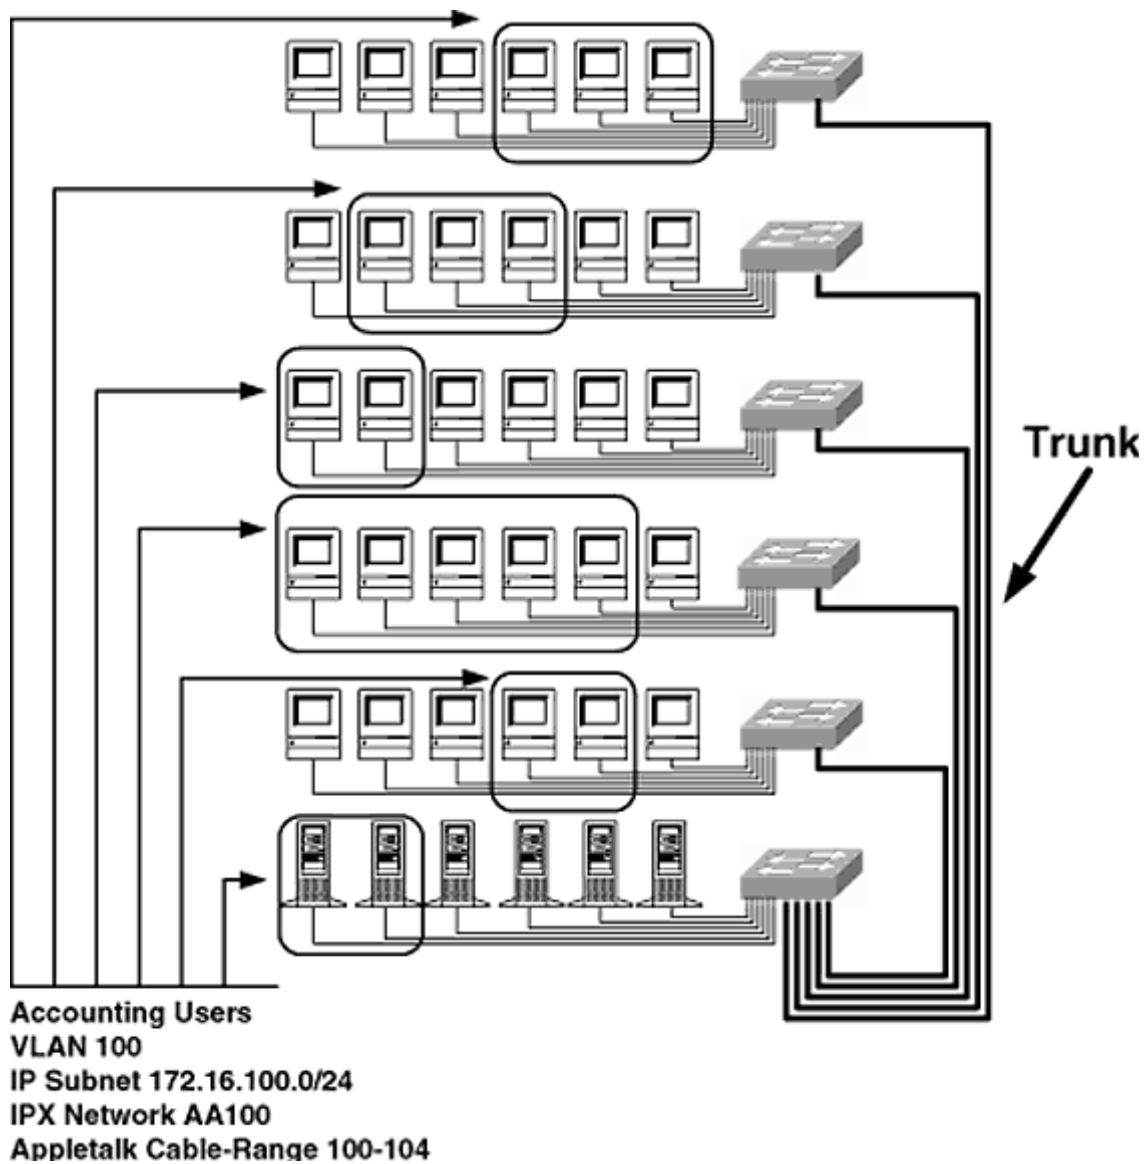 Trunk
Accounting Users
VLAN 100
IP Subnet 172.16.100.0/24
IPX Network AA100
Appletalk Cable-Range 100-104